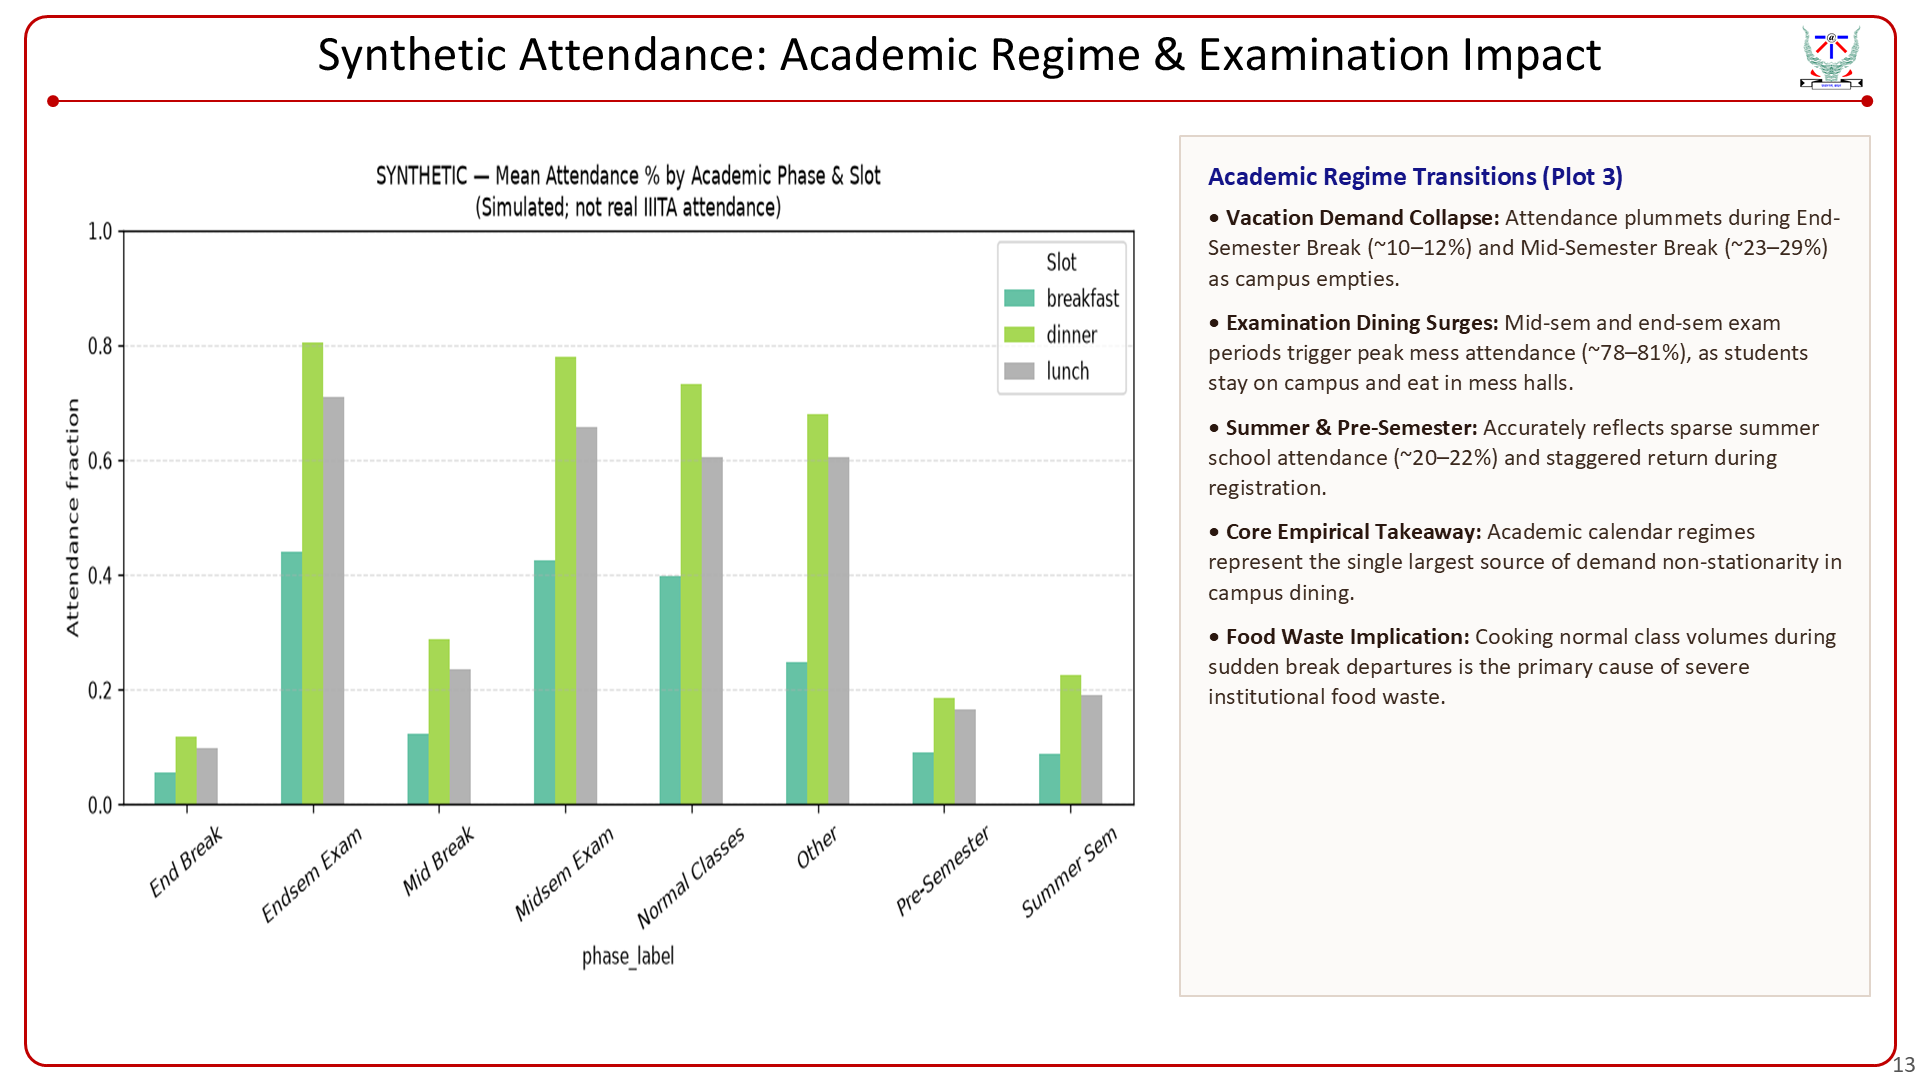 Synthetic Attendance: Academic Regime & Examination Impact
SYNTHETIC — Mean Attendance % by Academic Phase & Slot
(Simulated; not real IIITA attendance)
Attendance fraction
1.0
0.8
0.6
0.4
0.2
0.0
Slot
breakfast
dinner
lunch
End Break
Endsem Exam
Mid Break
Midsem Exam
Normal Classes
Other
Pre-Semester
Summer Sem
phase_label
Academic Regime Transitions (Plot 3)
• Vacation Demand Collapse: Attendance plummets during End-
Semester Break (~10–12%) and Mid-Semester Break (~23–29%)
as campus empties.
• Examination Dining Surges: Mid-sem and end-sem exam
periods trigger peak mess attendance (~78–81%), as students
stay on campus and eat in mess halls.
• Summer & Pre-Semester: Accurately reflects sparse summer
school attendance (~20–22%) and staggered return during
registration.
• Core Empirical Takeaway: Academic calendar regimes
represent the single largest source of demand non-stationarity in
campus dining.
• Food Waste Implication: Cooking normal class volumes during
sudden break departures is the primary cause of severe
institutional food waste.
13